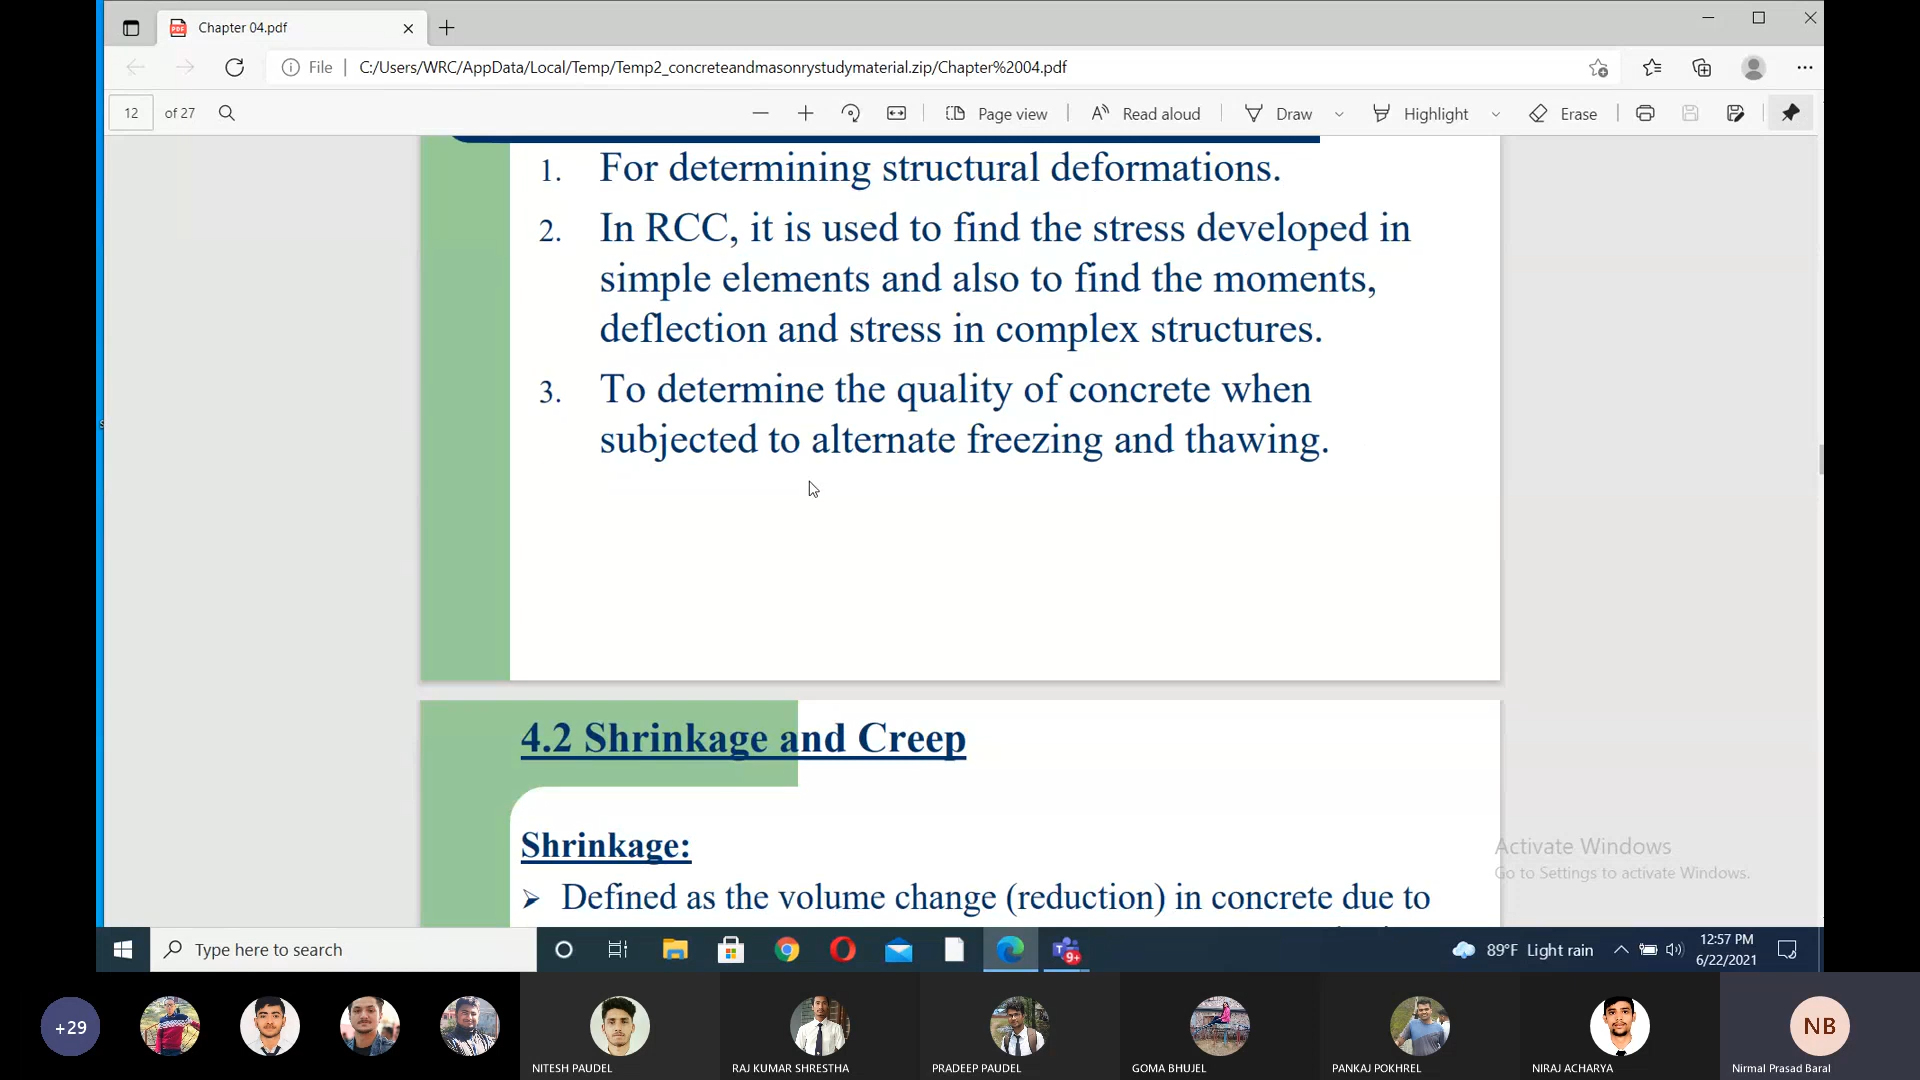 Chapter 04.pdf
File | C:/Users/WRC/AppData/Local/Temp/Temp2_concreteandmasonrystudymaterial.zip/Chapter%2004.pdf
12 of 27 Page view Read aloud Draw Highlight Erase
1. For determining structural deformations.
2. In RCC, it is used to find the stress developed in
simple elements and also to find the moments,
deflection and stress in complex structures.
3. To determine the quality of concrete when
subjected to alternate freezing and thawing.
4.2 Shrinkage and Creep
Shrinkage:
Defined as the volume change (reduction) in concrete due to
Activate Windows
Go to Settings to activate Windows.
Type here to search
9+
89°F Light rain
12:57 PM
6/22/2021
+29
NB
NITESH PAUDEL
RAJ KUMAR SHRESTHA
PRADEEP PAUDEL
GOMA BHUJEL
PANKAJ POKHREL
NIRAJ ACHARYA
Nirmal Prasad Baral